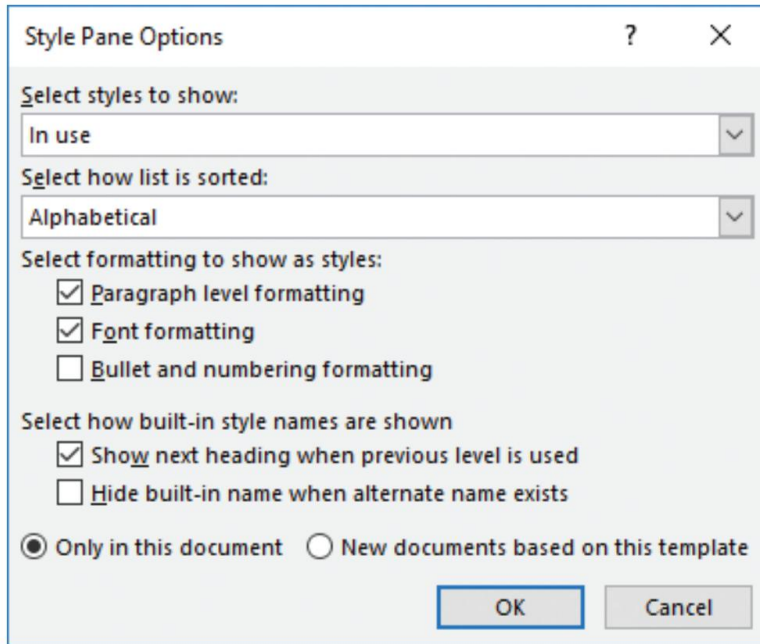 Style Pane Options ?
Select styles to show:
In use
Select how list is sorted:
Alphabetical
Select formatting to show as styles:
Paragraph level formatting
Font formatting
Bullet and numbering formatting
Select how built-in style names are shown
Show next heading when previous level is used
Hide built-in name when alternate name exists
Only in this document New documents based on this template
OK Cancel